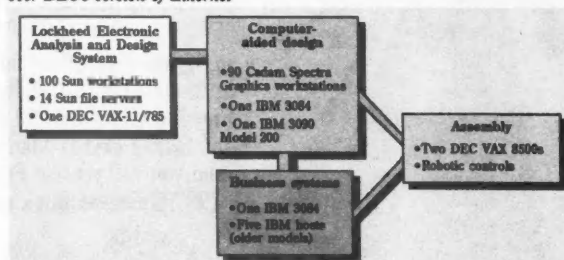 Lockheed Electronic
Analysis and Design
System
• 100 Sun workstations
• 14 Sun file servers
• One DEC VAX-11/785
Computer-
aided design
•90 Cadam Spectra
Graphics workstations
•One IBM 3084
• One IBM 3090
Model 200
Business systems
•One IBM 3084
•Five IBM hosts
(older models)
Assembly
•Two DEC VAX 8500s
•Robotic controls